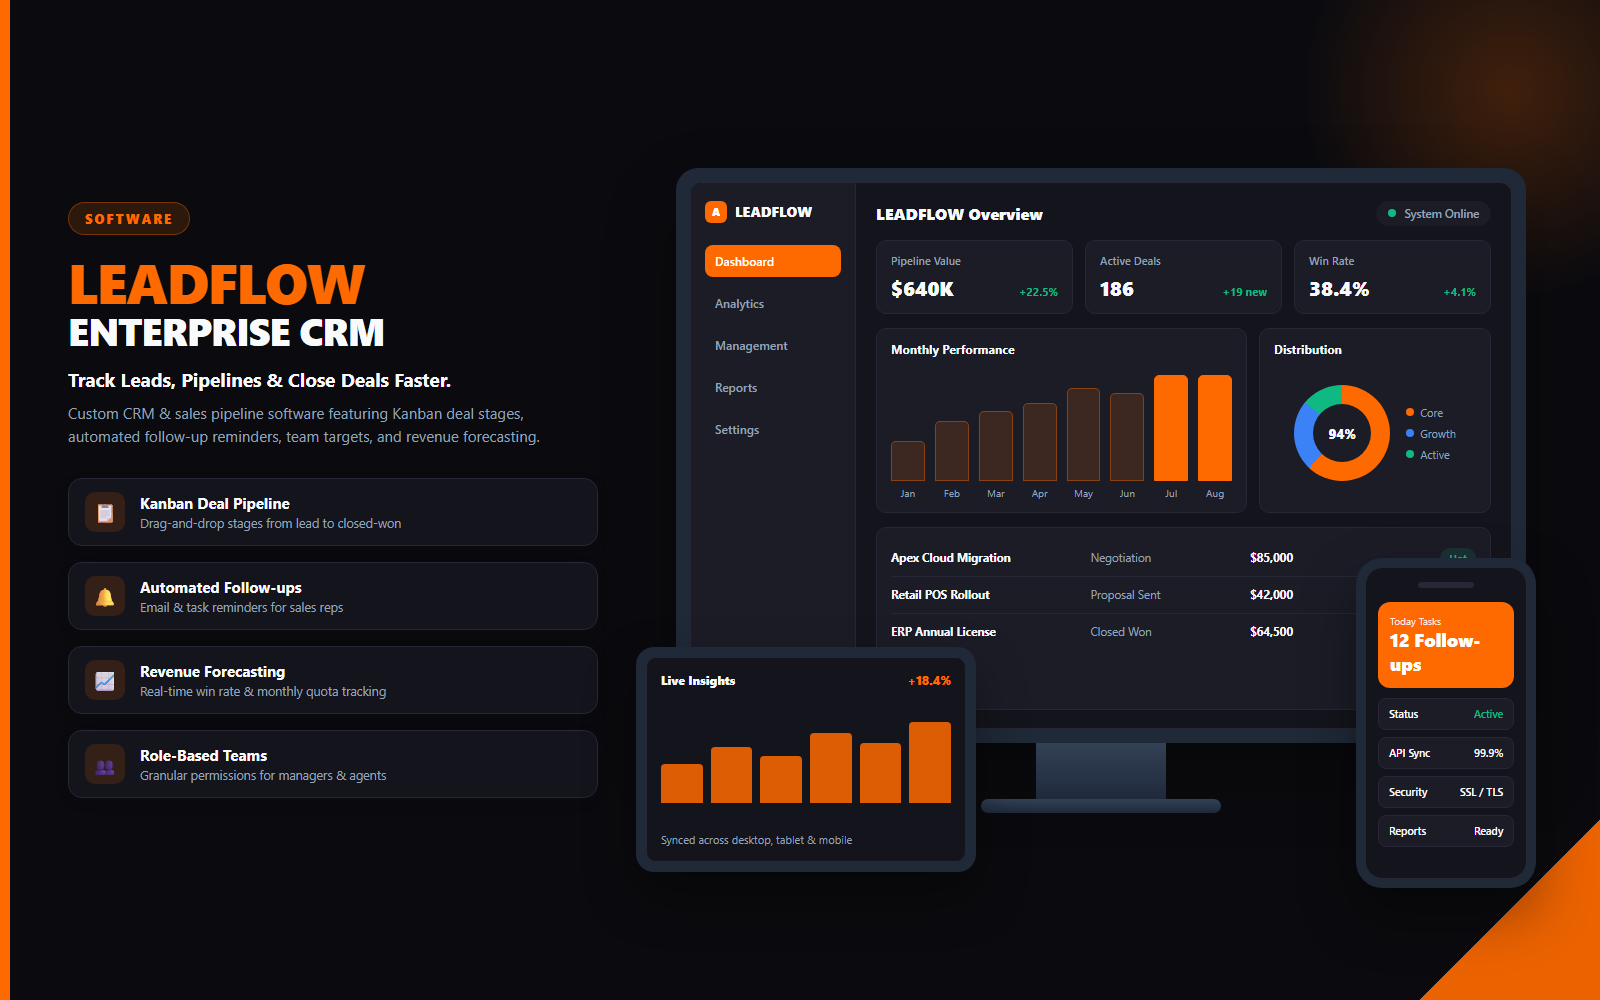 SOFTWARE
LEADFLOW
ENTERPRISE CRM
Track Leads, Pipelines & Close Deals Faster.
Custom CRM & sales pipeline software featuring Kanban deal stages,
automated follow-up reminders, team targets, and revenue forecasting.
Kanban Deal Pipeline
Drag-and-drop stages from lead to closed-won
Automated Follow-ups
Email & task reminders for sales reps
Revenue Forecasting
Real-time win rate & monthly quota tracking
Role-Based Teams
Granular permissions for managers & agents
A LEADFLOW
Dashboard
Analytics
Management
Reports
Settings
LEADFLOW Overview
System Online
Pipeline Value
$640K +22.5%
Active Deals
186 +19 new
Win Rate
38.4% +4.1%
Monthly Performance
Jan Feb Mar Apr May Jun Jul Aug
Distribution
94%
Core
Growth
Active
Apex Cloud Migration Negotiation $85,000
Retail POS Rollout Proposal Sent $42,000
ERP Annual License Closed Won $64,500
Live Insights +18.4%
Synced across desktop, tablet & mobile
Today Tasks
12 Follow-
ups
Status Active
API Sync 99.9%
Security SSL / TLS
Reports Ready